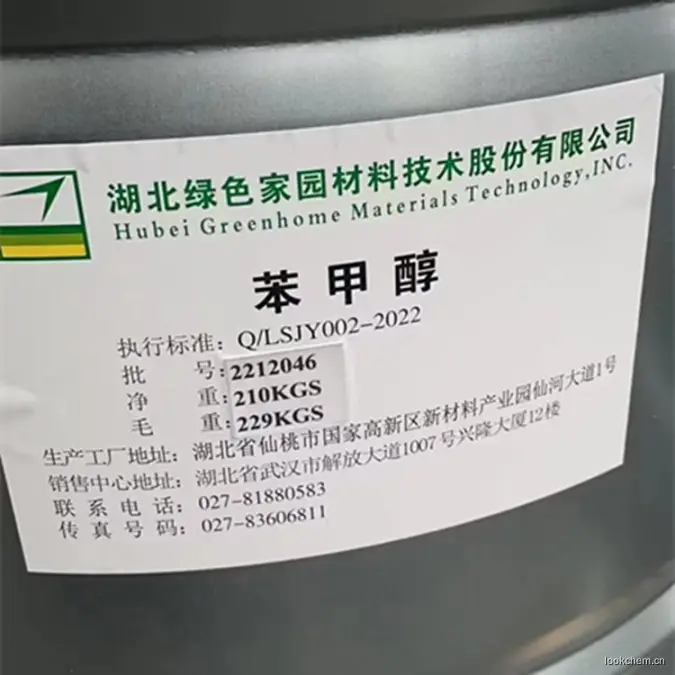 湖北绿色家园材料技术股份有限公司
Hubei Greenhome Materials Technology,INC.
苯甲醇
执行标准：Q/LSJY002-2022
批号：2212046
净重：210KGS
毛重：229KGS
生产工厂地址：湖北省仙桃市国家高新区新材料产业园仙河大道1号
销售中心地址：湖北省武汉市解放大道1007号兴隆大厦12楼
联系电话：027-81880583
传真号码：027-83606811
lookchem.cn